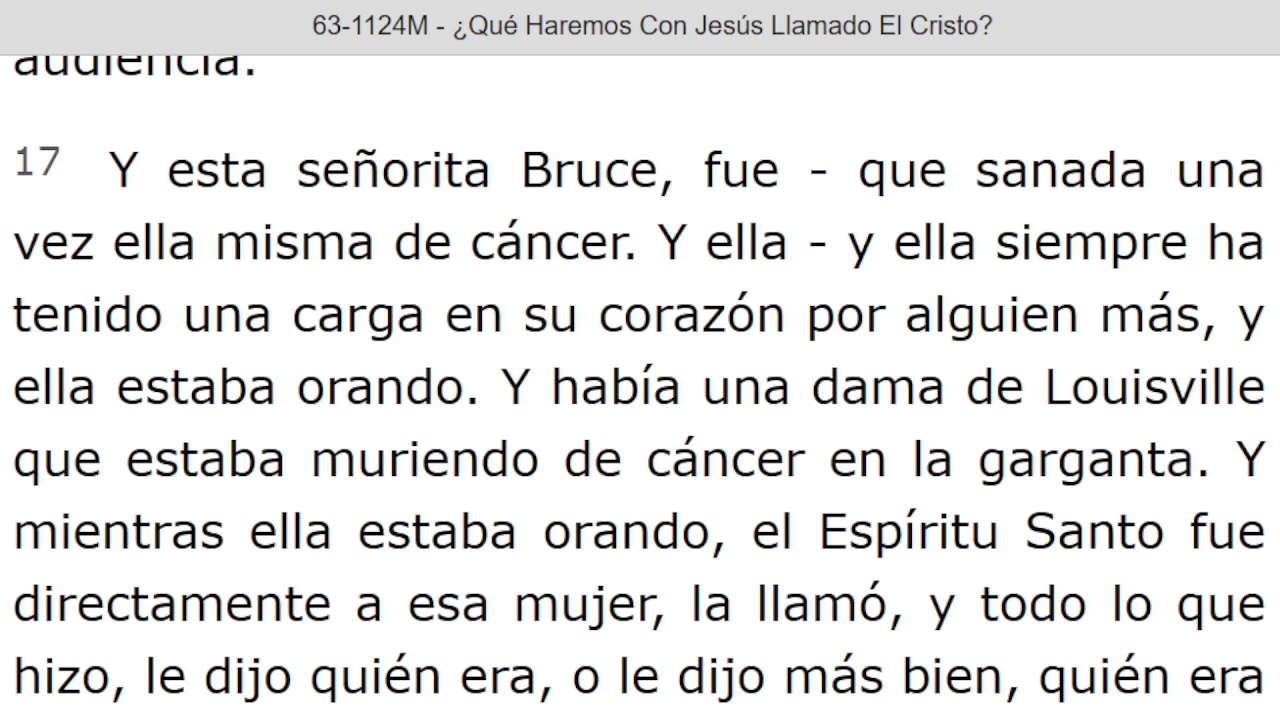 63-1124M - ¿Qué Haremos Con Jesús Llamado El Cristo?
audiencia.
17 Y esta señorita Bruce, fue - que sanada una
vez ella misma de cáncer. Y ella - y ella siempre ha
tenido una carga en su corazón por alguien más, y
ella estaba orando. Y había una dama de Louisville
que estaba muriendo de cáncer en la garganta. Y
mientras ella estaba orando, el Espíritu Santo fue
directamente a esa mujer, la llamó, y todo lo que
hizo, le dijo quién era, o le dijo más bien, quién era